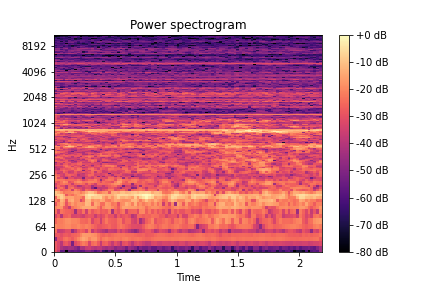 Power spectrogram
8192
4096
2048
1024
512
256
128
64
0
Hz
0
0.5
1
1.5
2
Time
+0 dB
-10 dB
-20 dB
-30 dB
-40 dB
-50 dB
-60 dB
-70 dB
-80 dB